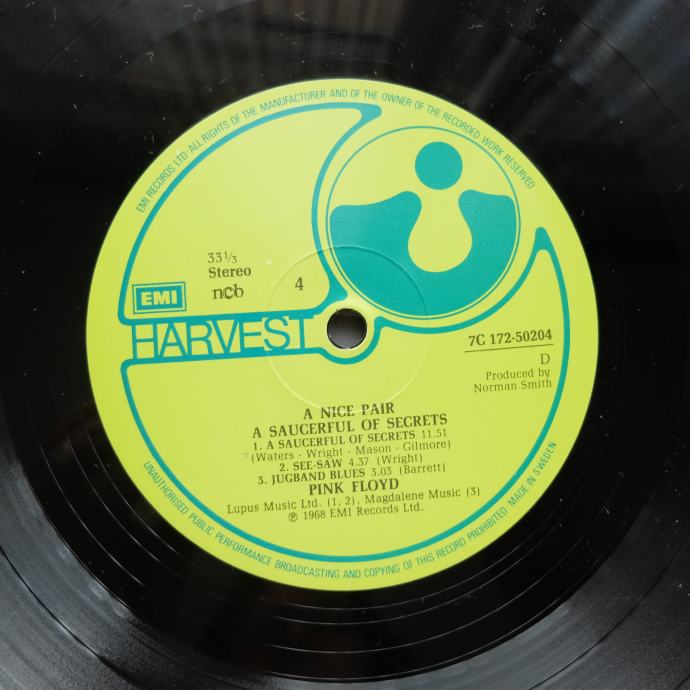 EMI RECORDS LTD · ALL RIGHTS OF THE MANUFACTURER AND OF THE OWNER OF THE RECORDED WORK RESERVED
33⅓
Stereo
ncb
4
EMI
HARVEST
7C 172-50204
D
Produced by
Norman Smith
A NICE PAIR
A SAUCERFUL OF SECRETS
1. A SAUCERFUL OF SECRETS 11.51
(Waters - Wright - Mason - Gilmore)
2. SEE-SAW 4.37 (Wright)
3. JUGBAND BLUES 3.03 (Barrett)
PINK FLOYD
Lupus Music Ltd. (1, 2), Magdalene Music (3)
℗ 1968 EMI Records Ltd.
UNAUTHORISED PUBLIC PERFORMANCE BROADCASTING AND COPYING OF THIS RECORD PROHIBITED · MADE IN SWEDEN